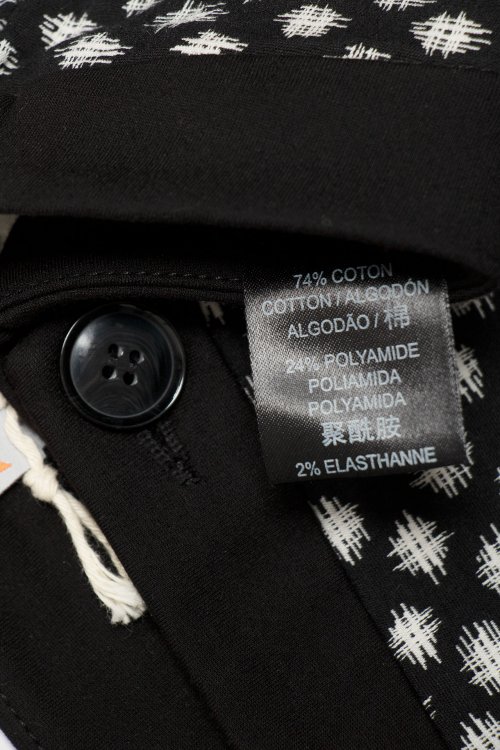 74% COTON
COTTON / ALGODÓN
ALGODÃO / 棉
24% POLYAMIDE
POLIAMIDA
POLYAMIDA
聚酰胺
2% ELASTHANNE